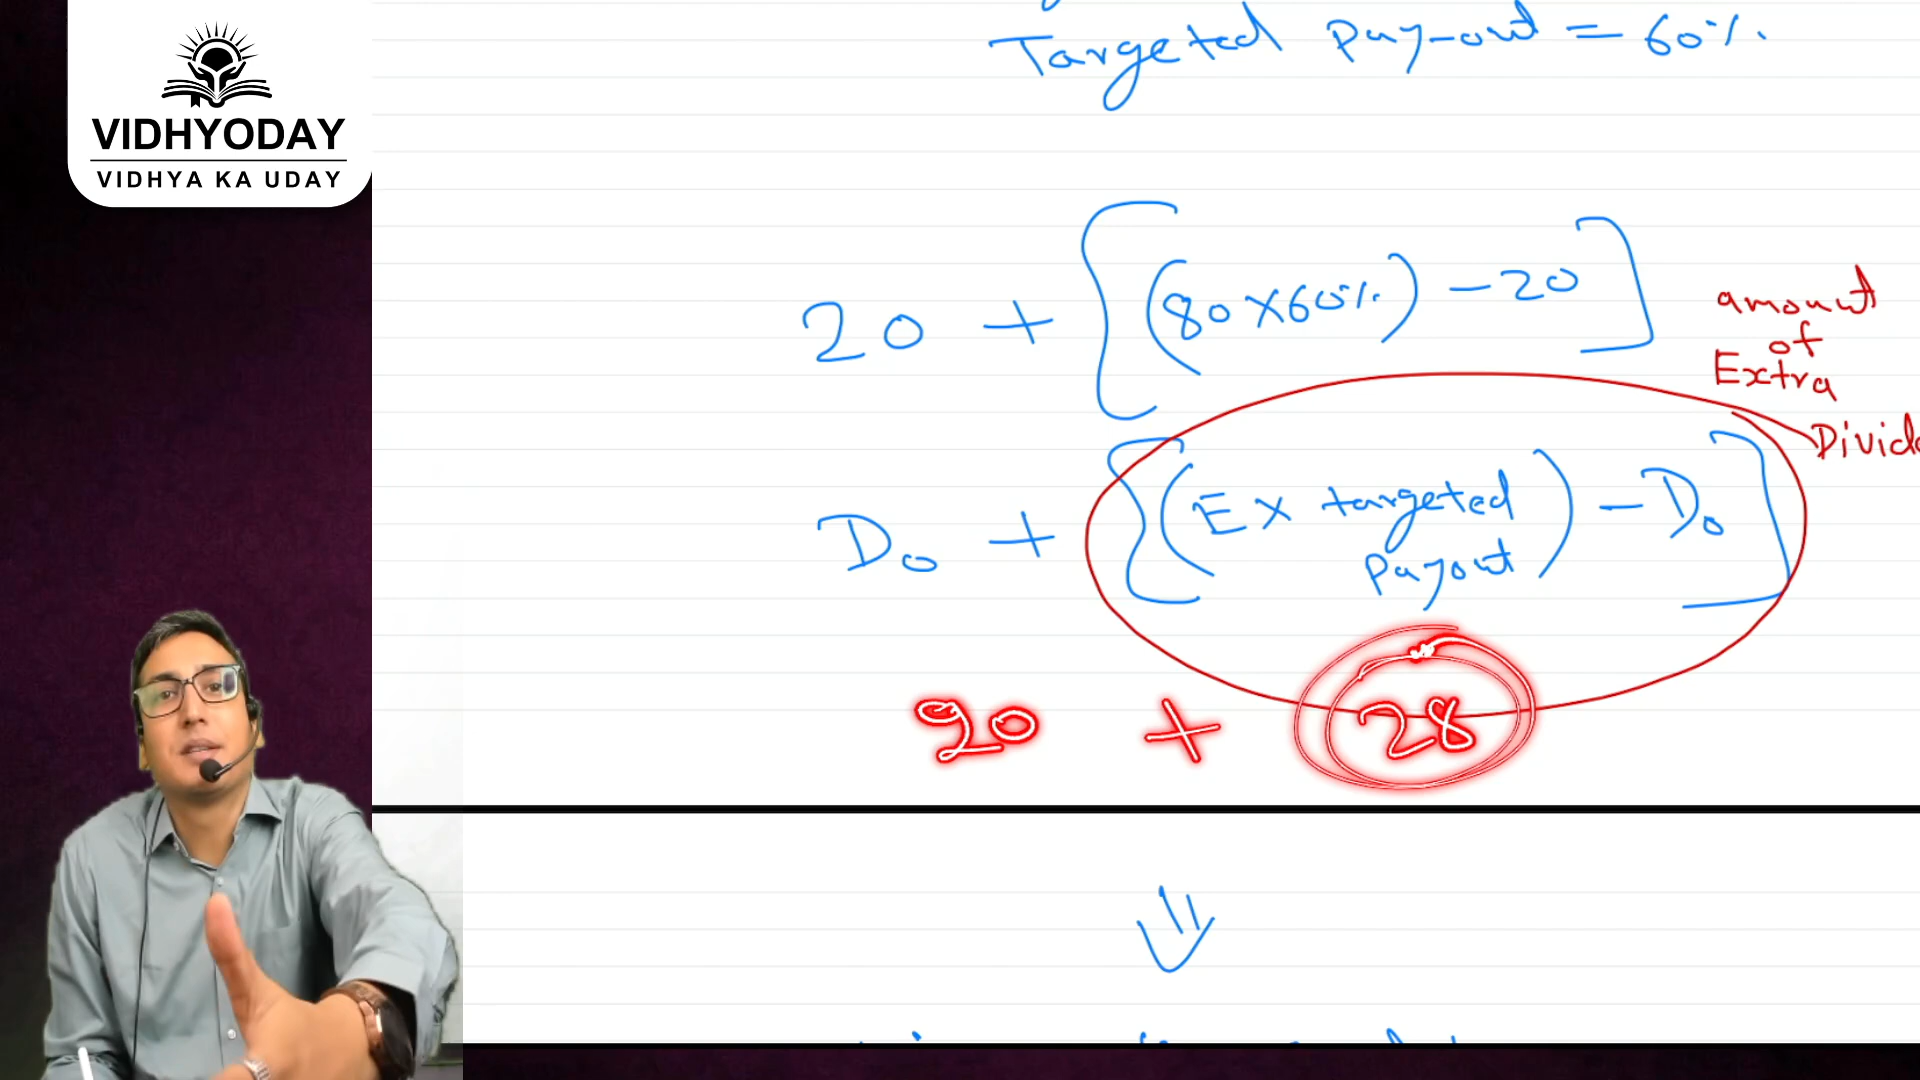 VIDHYODAY
VIDHYA KA UDAY
Targeted Pay-out = 60%.
20 + [(80×60%) - 20]
amount
of
Extra
D₀ + [(E× targeted Payout) - D₀]
20 + 28